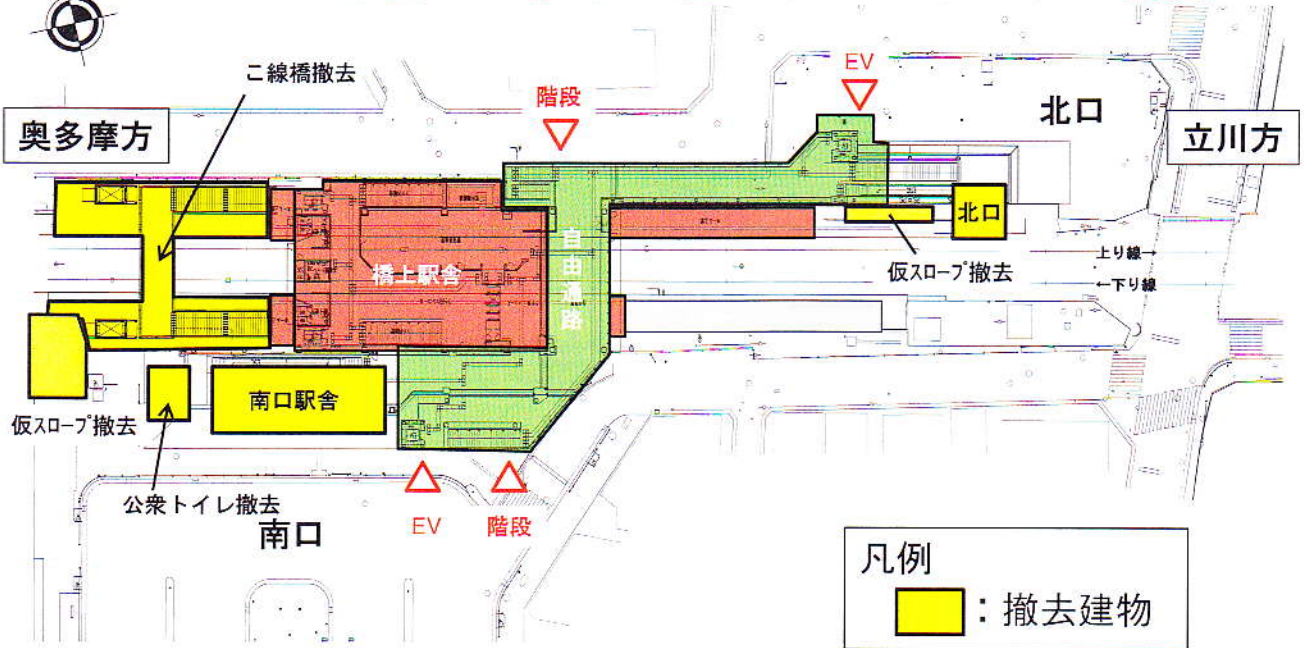 こ線橋撤去
EV
階段
北口
奥多摩方
立川方
北口
自由通路
橋上駅舎
仮スロープ撤去
上り線→
←下り線
南口駅舎
仮スロープ撤去
公衆トイレ撤去
南口
EV
階段
凡例
：撤去建物